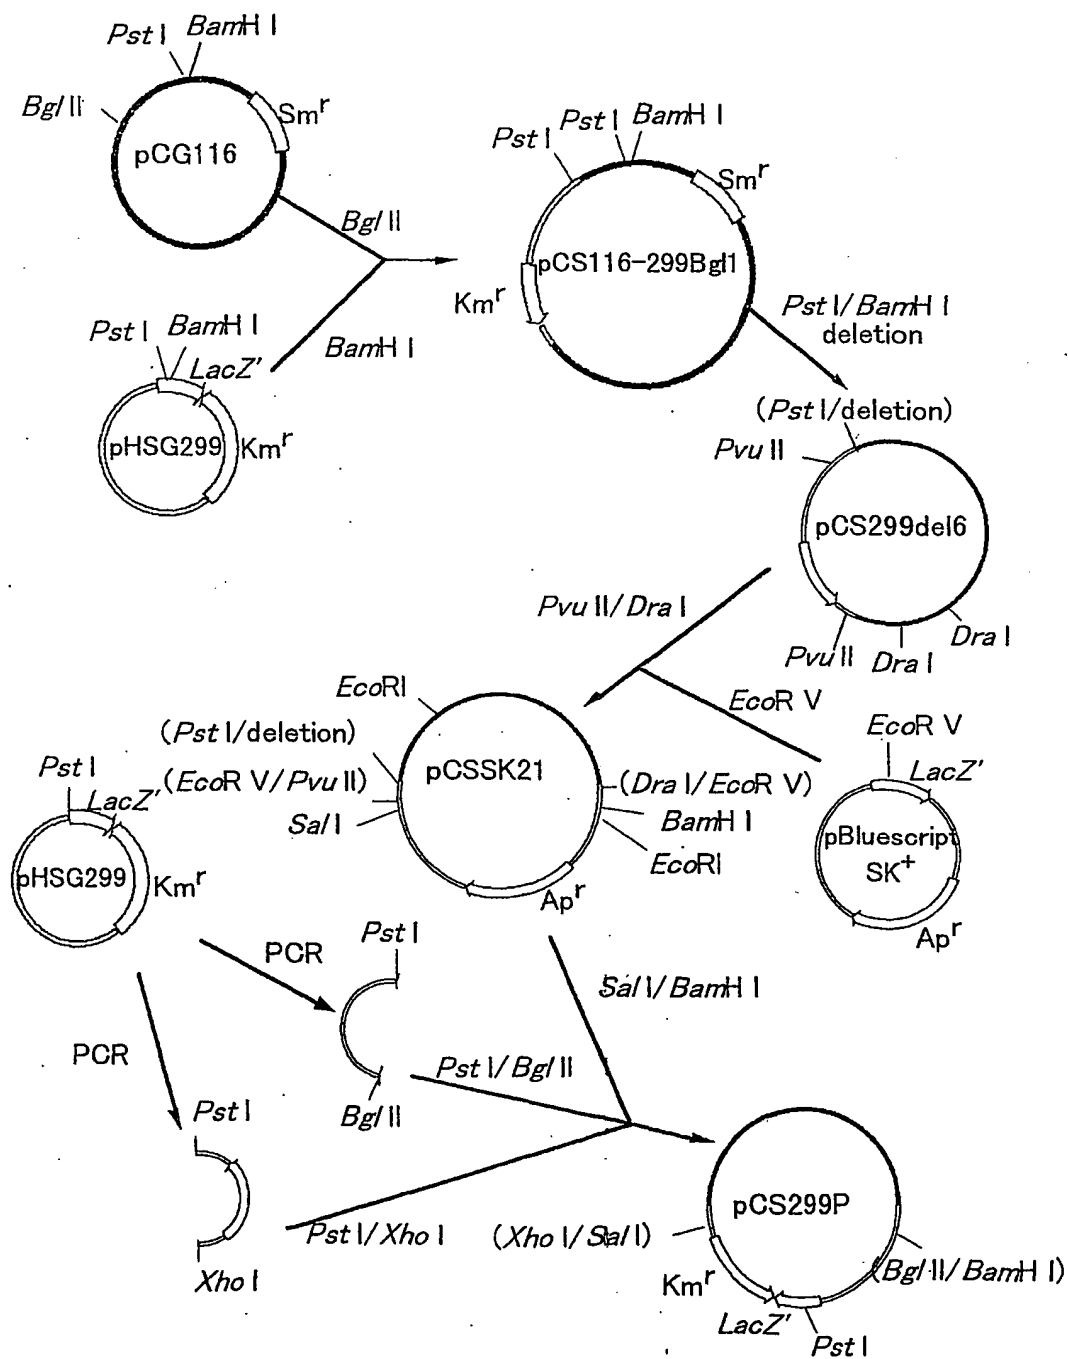 Pst I
BamH I
Bgl II
Smr
pCG116
Bgl II
Pst I
BamH I
LacZ'
BamH I
pHSG299
Kmr
Pst I
Pst I
BamH I
Smr
pCS116-299Bgl1
Kmr
Pst I/BamH I
deletion
(Pst I/deletion)
Pvu II
pCS299del6
Dra I
Dra I
Pvu II
Pvu II/Dra I
EcoR V
EcoR V
LacZ'
pBluescript
SK+
Apr
EcoRI
(Pst I/deletion)
(EcoR V/Pvu II)
Sal I
pCSSK21
(Dra I/EcoR V)
BamH I
EcoRI
Apr
Pst I
LacZ'
pHSG299
Kmr
PCR
Pst I
Bgl II
PCR
Pst I
Xho I
Sal I/BamH I
Pst I/Bgl II
Pst I/Xho I
pCS299P
(Xho I/Sal I)
(Bgl II/BamH I)
Kmr
LacZ'
Pst I